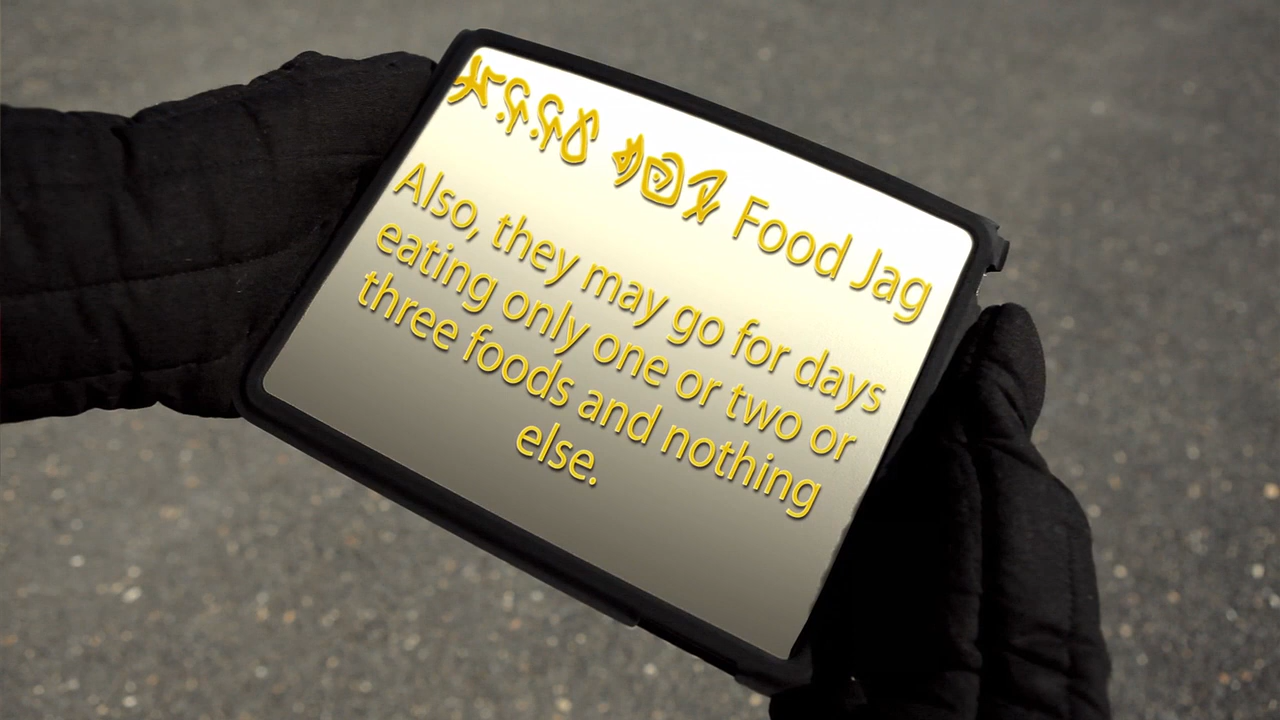 Food Jag
Also, they may go for days
eating only one or two or
three foods and nothing
else.